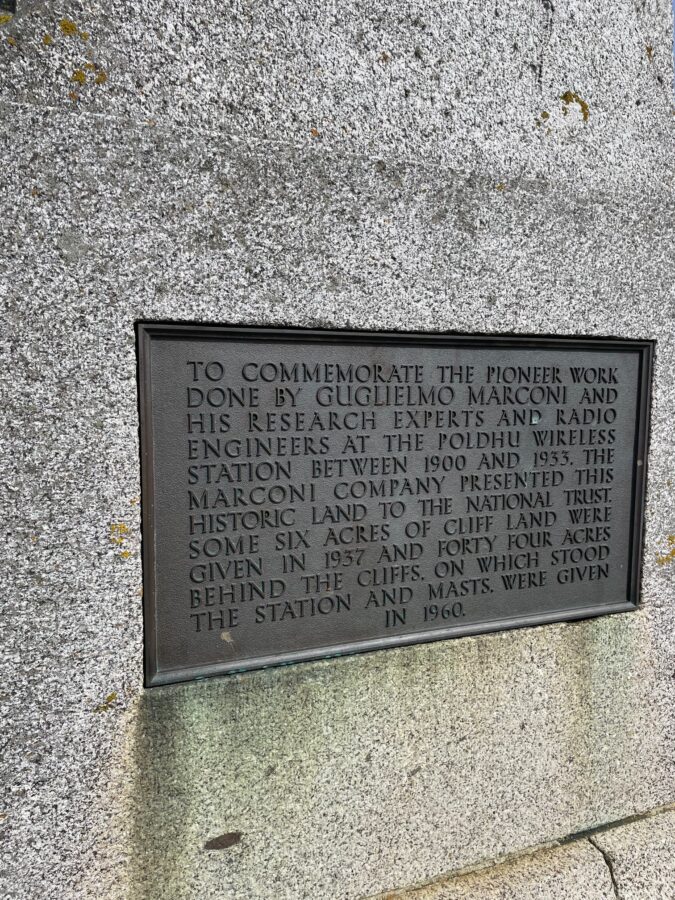 TO COMMEMORATE THE PIONEER WORK
DONE BY GUGLIELMO MARCONI AND
HIS RESEARCH EXPERTS AND RADIO
ENGINEERS AT THE POLDHU WIRELESS
STATION BETWEEN 1900 AND 1933. THE
MARCONI COMPANY PRESENTED THIS
HISTORIC LAND TO THE NATIONAL TRUST.
SOME SIX ACRES OF CLIFF LAND WERE
GIVEN IN 1937 AND FORTY FOUR ACRES
BEHIND THE CLIFFS, ON WHICH STOOD
THE STATION AND MASTS, WERE GIVEN
IN 1960.